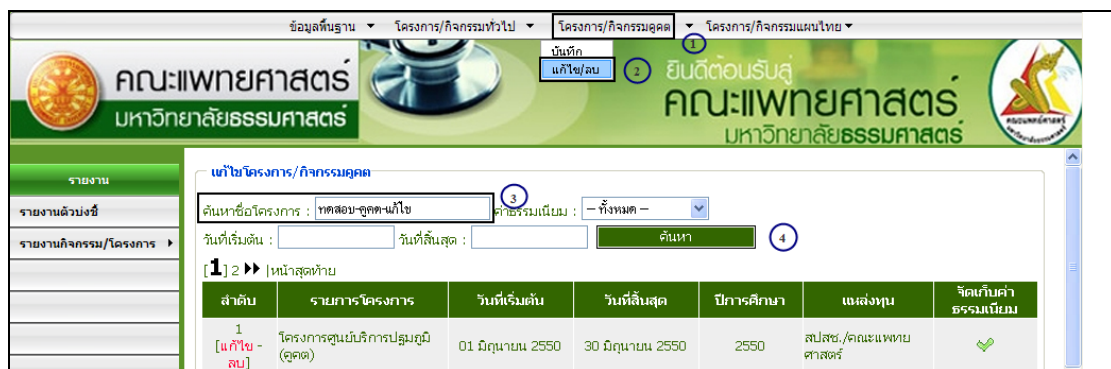 ข้อมูลพื้นฐาน โครงการ/กิจกรรมทั่วไป โครงการ/กิจกรรมคูคต โครงการ/กิจกรรมแผนไทย
1
บันทึก
แก้ไข/ลบ 2
คณะแพทยศาสตร์
มหาวิทยาลัยธรรมศาสตร์
ยินดีต้อนรับสู่
คณะแพทยศาสตร์
มหาวิทยาลัยธรรมศาสตร์
รายงาน
รายงานตัวบ่งชี้
รายงานกิจกรรม/โครงการ
แก้ไขโครงการ/กิจกรรมคูคต
ค้นหาชื่อโครงการ : ทดสอบ-คูคต-แก้ไข 3 ค่าธรรมเนียม : -- ทั้งหมด --
วันที่เริ่มต้น : วันที่สิ้นสุด : ค้นหา 4
[1] 2 |หน้าสุดท้าย
ลำดับ รายการโครงการ วันที่เริ่มต้น วันที่สิ้นสุด ปีการศึกษา แหล่งทุน จัดเก็บค่าธรรมเนียม
1
[แก้ไข - ลบ]
โครงการศูนย์บริการปฐมภูมิ
(คูคต)
01 มิถุนายน 2550 30 มิถุนายน 2550 2550
สปสช./คณะแพทย
ศาสตร์